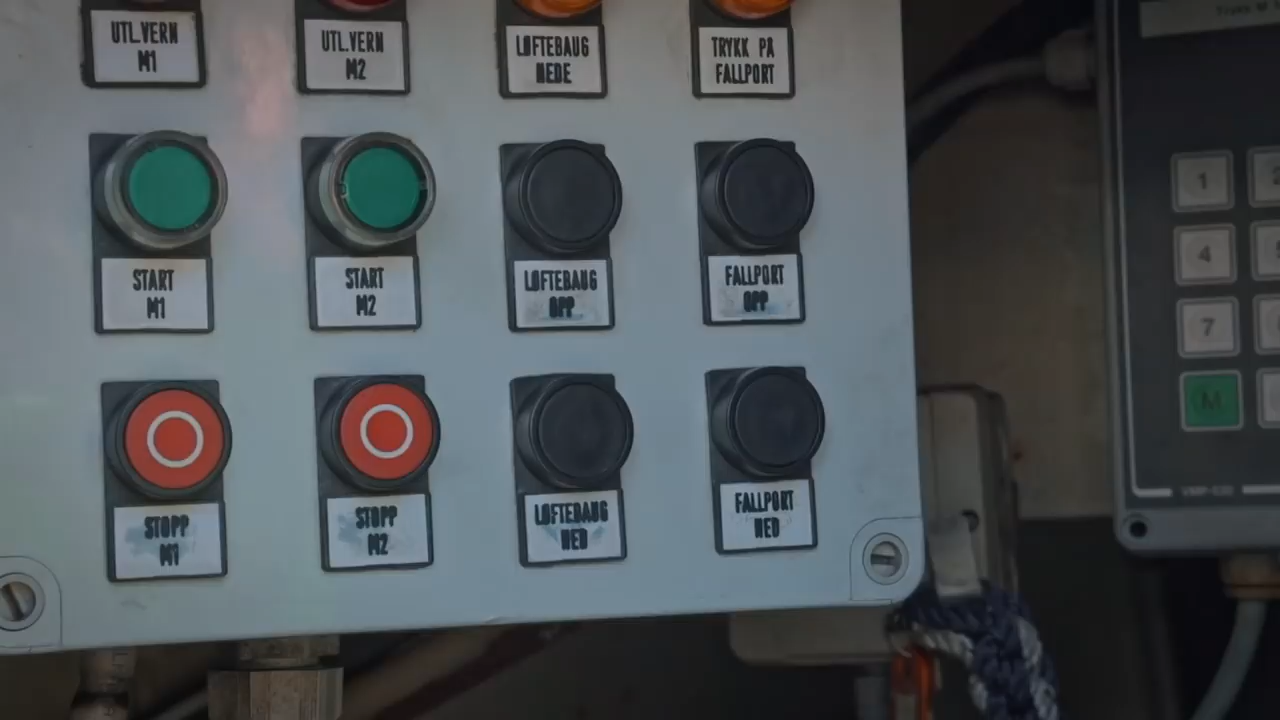 UTL.VERN
M1
UTL.VERN
M2
LØFTEBAUG
NEDE
TRYKK PÅ
FALLPORT
START
M1
START
M2
LØFTEBAUG
OPP
FALLPORT
OPP
STOPP
M1
STOPP
M2
LØFTEBAUG
NED
FALLPORT
NED
1
4
7
M